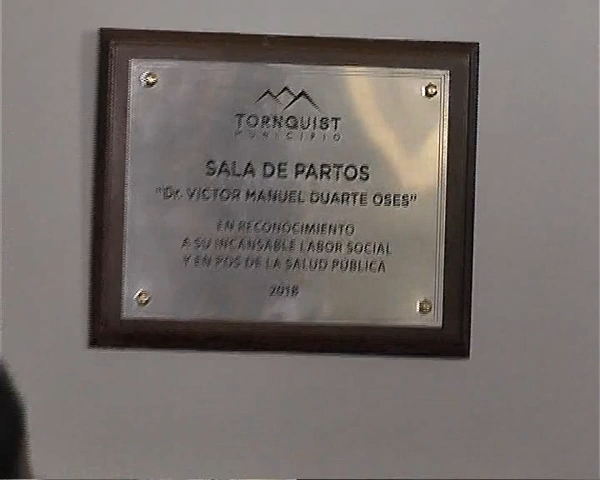 TORNQUIST
MUNICIPIO
SALA DE PARTOS
"Dr. VICTOR MANUEL DUARTE OSES"
EN RECONOCIMIENTO
A SU INCANSABLE LABOR SOCIAL
Y EN POS DE LA SALUD PÚBLICA
2018